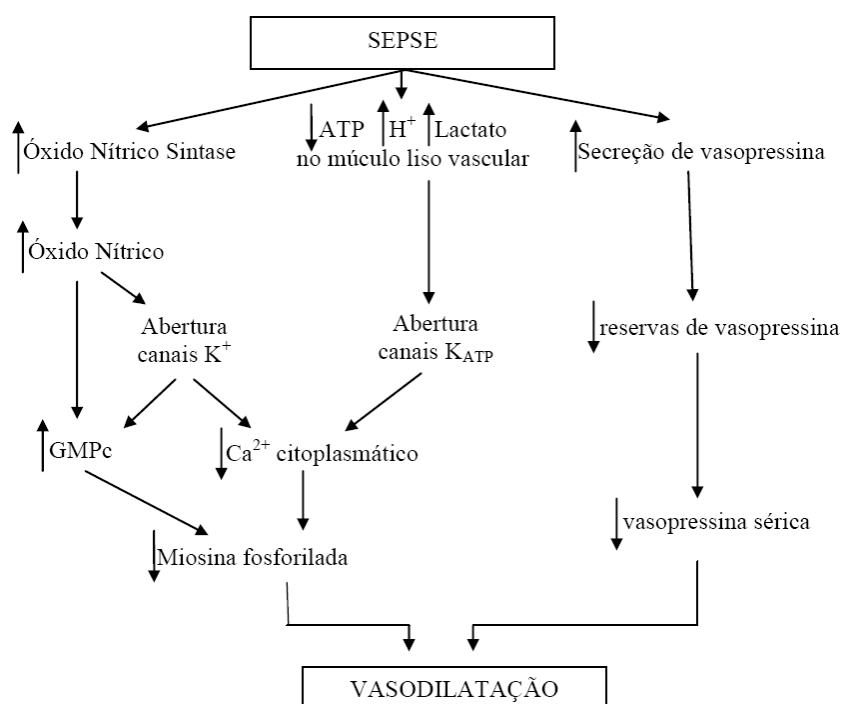 SEPSE
ATP H+ Lactato
no múculo liso vascular
Óxido Nítrico Sintase
Secreção de vasopressina
Óxido Nítrico
Abertura
canais K+
Abertura
canais KATP
reservas de vasopressina
GMPc
Ca2+ citoplasmático
Miosina fosforilada
vasopressina sérica
VASODILATAÇÃO